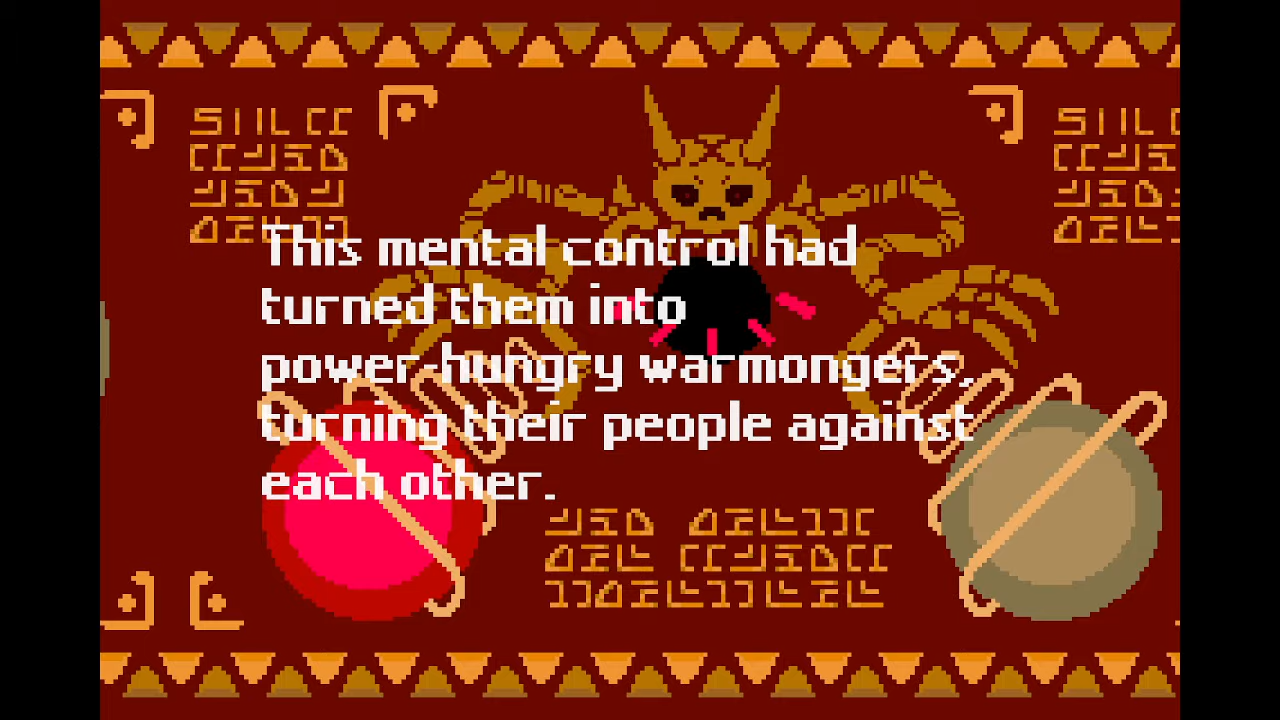 This mental control had
turned them into
power-hungry warmongers,
turning their people against
each other.